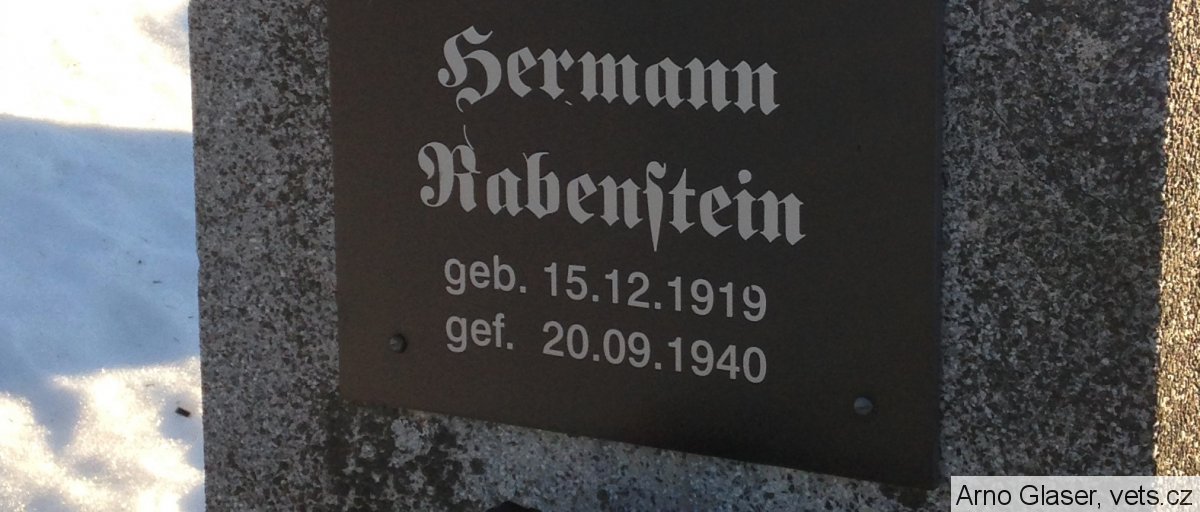 Hermann
Rabenstein
geb. 15.12.1919
gef. 20.09.1940
Arno Glaser, vets.cz